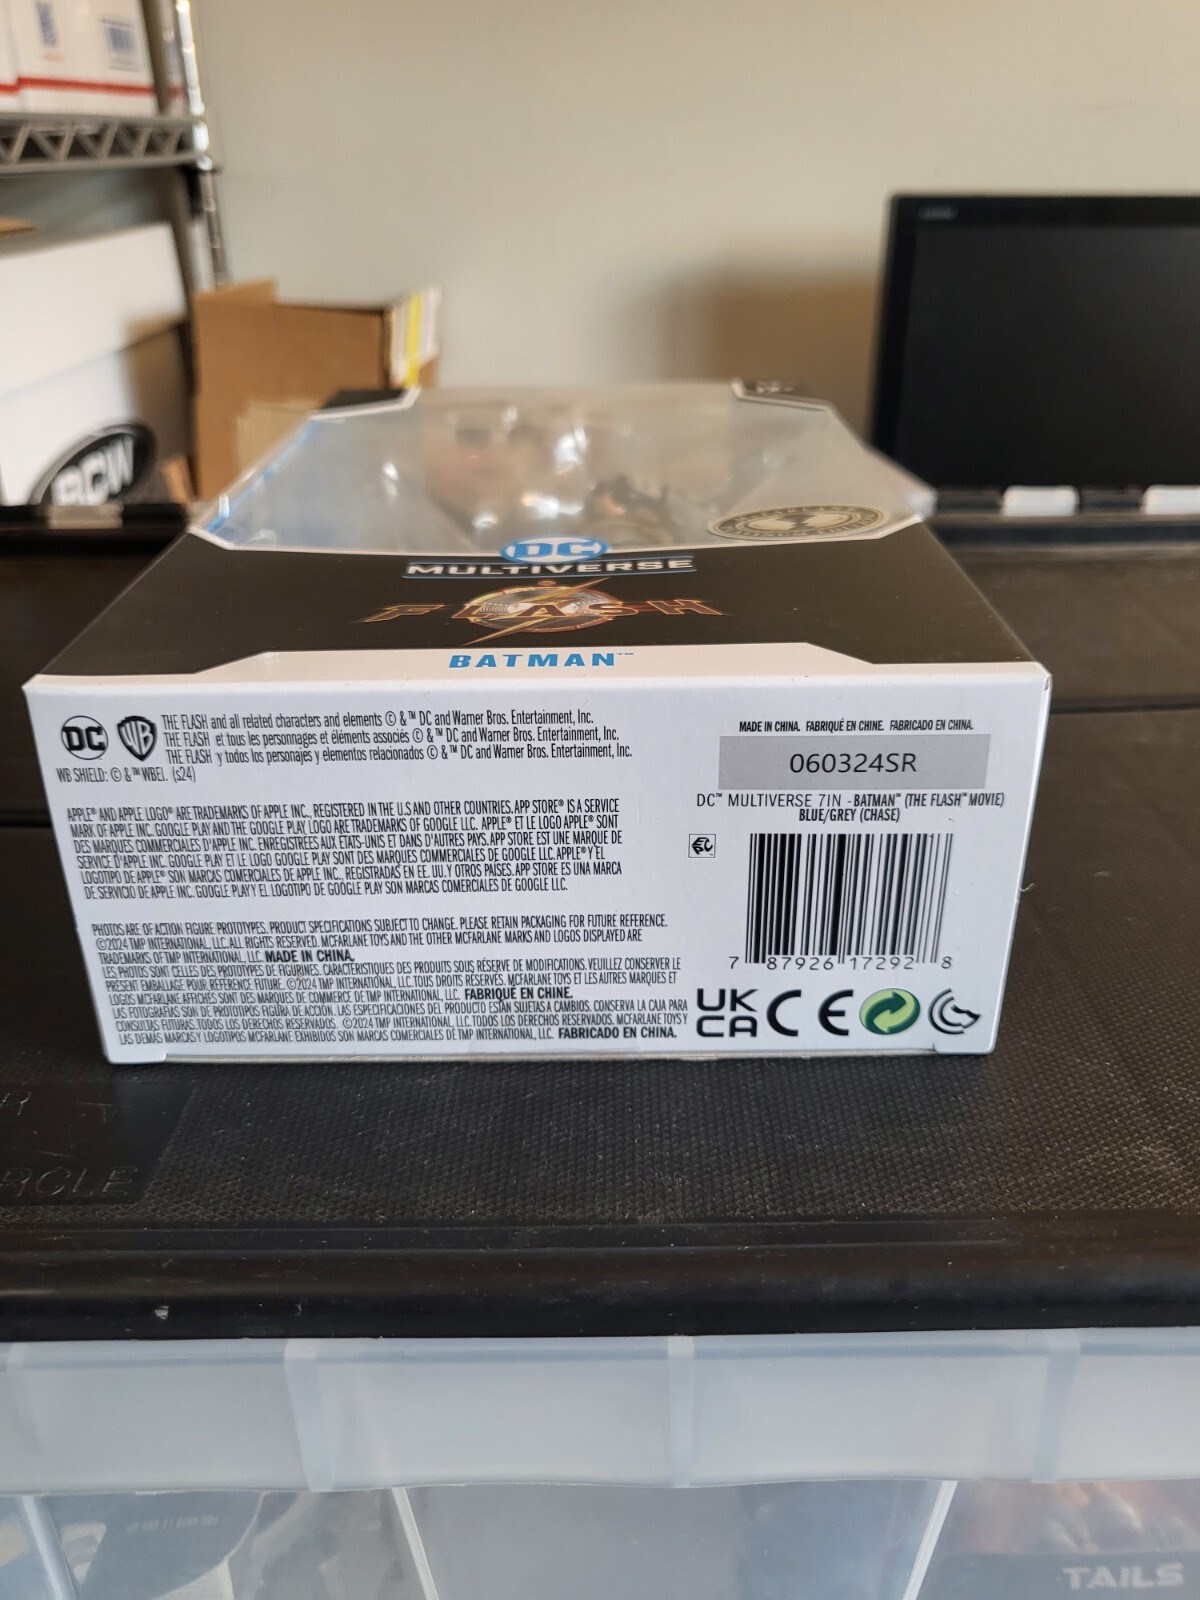 BCW
DC
MULTIVERSE
FLASH
BATMAN™
DC
WB
THE FLASH and all related characters and elements © & ™ DC and Warner Bros. Entertainment, Inc.
THE FLASH et tous les personnages et éléments associés © & ™ DC and Warner Bros. Entertainment, Inc.
THE FLASH y todos los personajes y elementos relacionados © & ™ DC and Warner Bros. Entertainment, Inc.
WB SHIELD: © & ™ WBEI. (s24)
APPLE® AND APPLE LOGO® ARE TRADEMARKS OF APPLE INC., REGISTERED IN THE U.S AND OTHER COUNTRIES. APP STORE® IS A SERVICE
MARK OF APPLE INC. GOOGLE PLAY AND THE GOOGLE PLAY LOGO ARE TRADEMARKS OF GOOGLE LLC. APPLE® ET LE LOGO APPLE® SONT
DES MARQUES COMMERCIALES D'APPLE INC. ENREGISTRÉES AUX ÉTATS-UNIS ET DANS D'AUTRES PAYS. APP STORE EST UNE MARQUE DE
SERVICE D'APPLE INC. GOOGLE PLAY ET LE LOGO GOOGLE PLAY SONT DES MARQUES COMMERCIALES DE GOOGLE LLC. APPLE® Y EL
LOGOTIPO DE APPLE® SON MARCAS COMERCIALES DE APPLE INC., REGISTRADAS EN EE. UU. Y OTROS PAÍSES. APP STORE ES UNA MARCA
DE SERVICIO DE APPLE INC. GOOGLE PLAY Y EL LOGOTIPO DE GOOGLE PLAY SON MARCAS COMERCIALES DE GOOGLE LLC.
PHOTOS ARE OF ACTION FIGURE PROTOTYPES. PRODUCT SPECIFICATIONS SUBJECT TO CHANGE. PLEASE RETAIN PACKAGING FOR FUTURE REFERENCE.
©2024 TMP INTERNATIONAL, LLC. ALL RIGHTS RESERVED. MCFARLANE TOYS AND THE OTHER MCFARLANE MARKS AND LOGOS DISPLAYED ARE
TRADEMARKS OF TMP INTERNATIONAL, LLC. MADE IN CHINA.
LES PHOTOS SONT CELLES DES PROTOTYPES DE FIGURINES. CARACTÉRISTIQUES DES PRODUITS SOUS RÉSERVE DE MODIFICATIONS. VEUILLEZ CONSERVER LE
PRÉSENT EMBALLAGE POUR RÉFÉRENCE FUTURE. ©2024 TMP INTERNATIONAL, LLC. TOUS DROITS RÉSERVÉS. MCFARLANE TOYS ET LES AUTRES MARQUES ET
LOGOS MCFARLANE AFFICHÉS SONT DES MARQUES DE COMMERCE DE TMP INTERNATIONAL, LLC. FABRIQUÉ EN CHINE.
LAS FOTOGRAFÍAS SON DE PROTOTIPOS FIGURA DE ACCIÓN. LAS ESPECIFICACIONES DEL PRODUCTO ESTÁN SUJETAS A CAMBIOS. CONSERVA LA CAJA PARA
CONSULTAS FUTURAS. TODOS LOS DERECHOS RESERVADOS. ©2024 TMP INTERNATIONAL, LLC. TODOS LOS DERECHOS RESERVADOS. MCFARLANE TOYS Y
LAS DEMÁS MARCAS Y LOGOTIPOS MCFARLANE EXHIBIDOS SON MARCAS COMERCIALES DE TMP INTERNATIONAL, LLC. FABRICADO EN CHINA.
MADE IN CHINA. FABRIQUÉ EN CHINE. FABRICADO EN CHINA.
060324SR
DC™ MULTIVERSE 7IN - BATMAN™ (THE FLASH™ MOVIE)
BLUE/GREY (CHASE)
7 87926 17292 8
UK
CA CE
TAILS